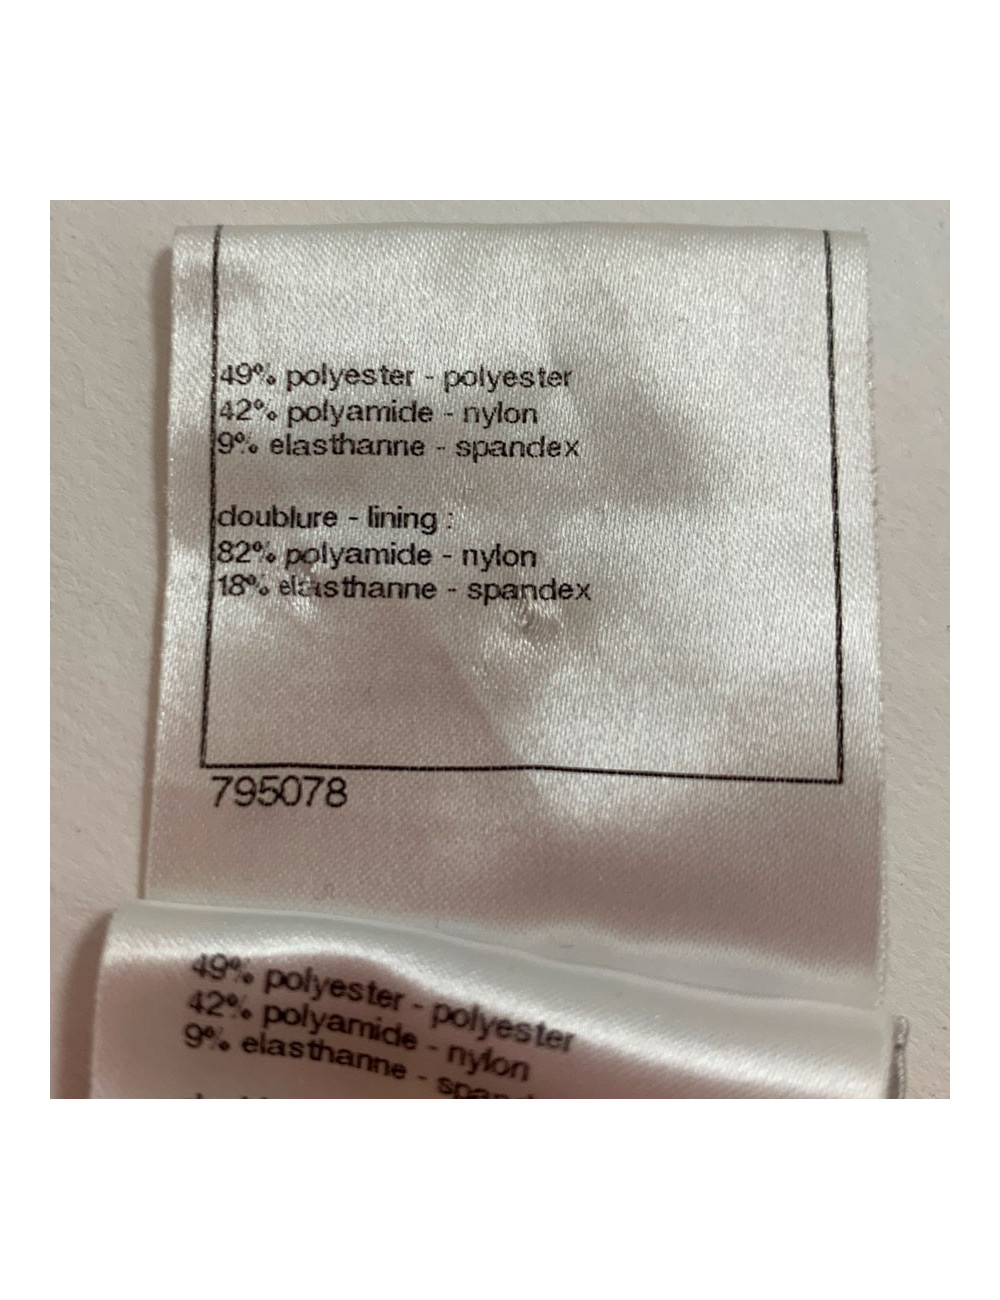 49% polyester - polyester
42% polyamide - nylon
9% elasthanne - spandex
doublure - lining :
82% polyamide - nylon
18% elasthanne - spandex
795078
49% polyester - polyester
42% polyamide - nylon
9% elasthanne -